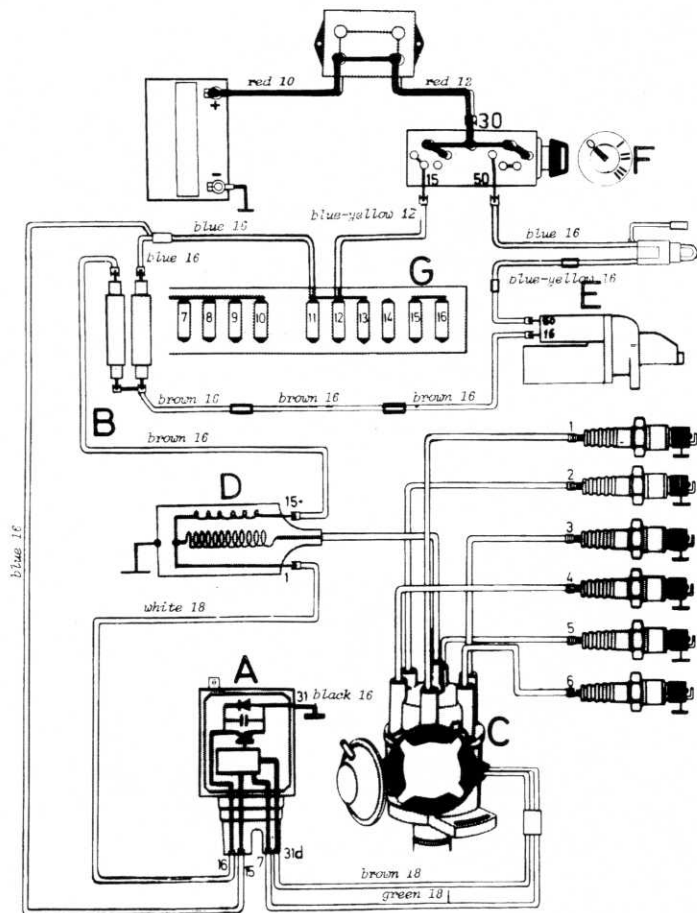 red 10
red 12
30
+
-
15
50
F
blue-yellow 12
blue 16
blue 16
blue 16
G
blue-yellow 16
E
7
8
9
10
11
12
13
14
15
16
50
16
brown 16
brown 16
brown 16
B
brown 16
D
15+
1
1
2
3
4
5
6
blue 16
white 18
A
31
black 16
C
16
15
7
31d
brown 18
green 18